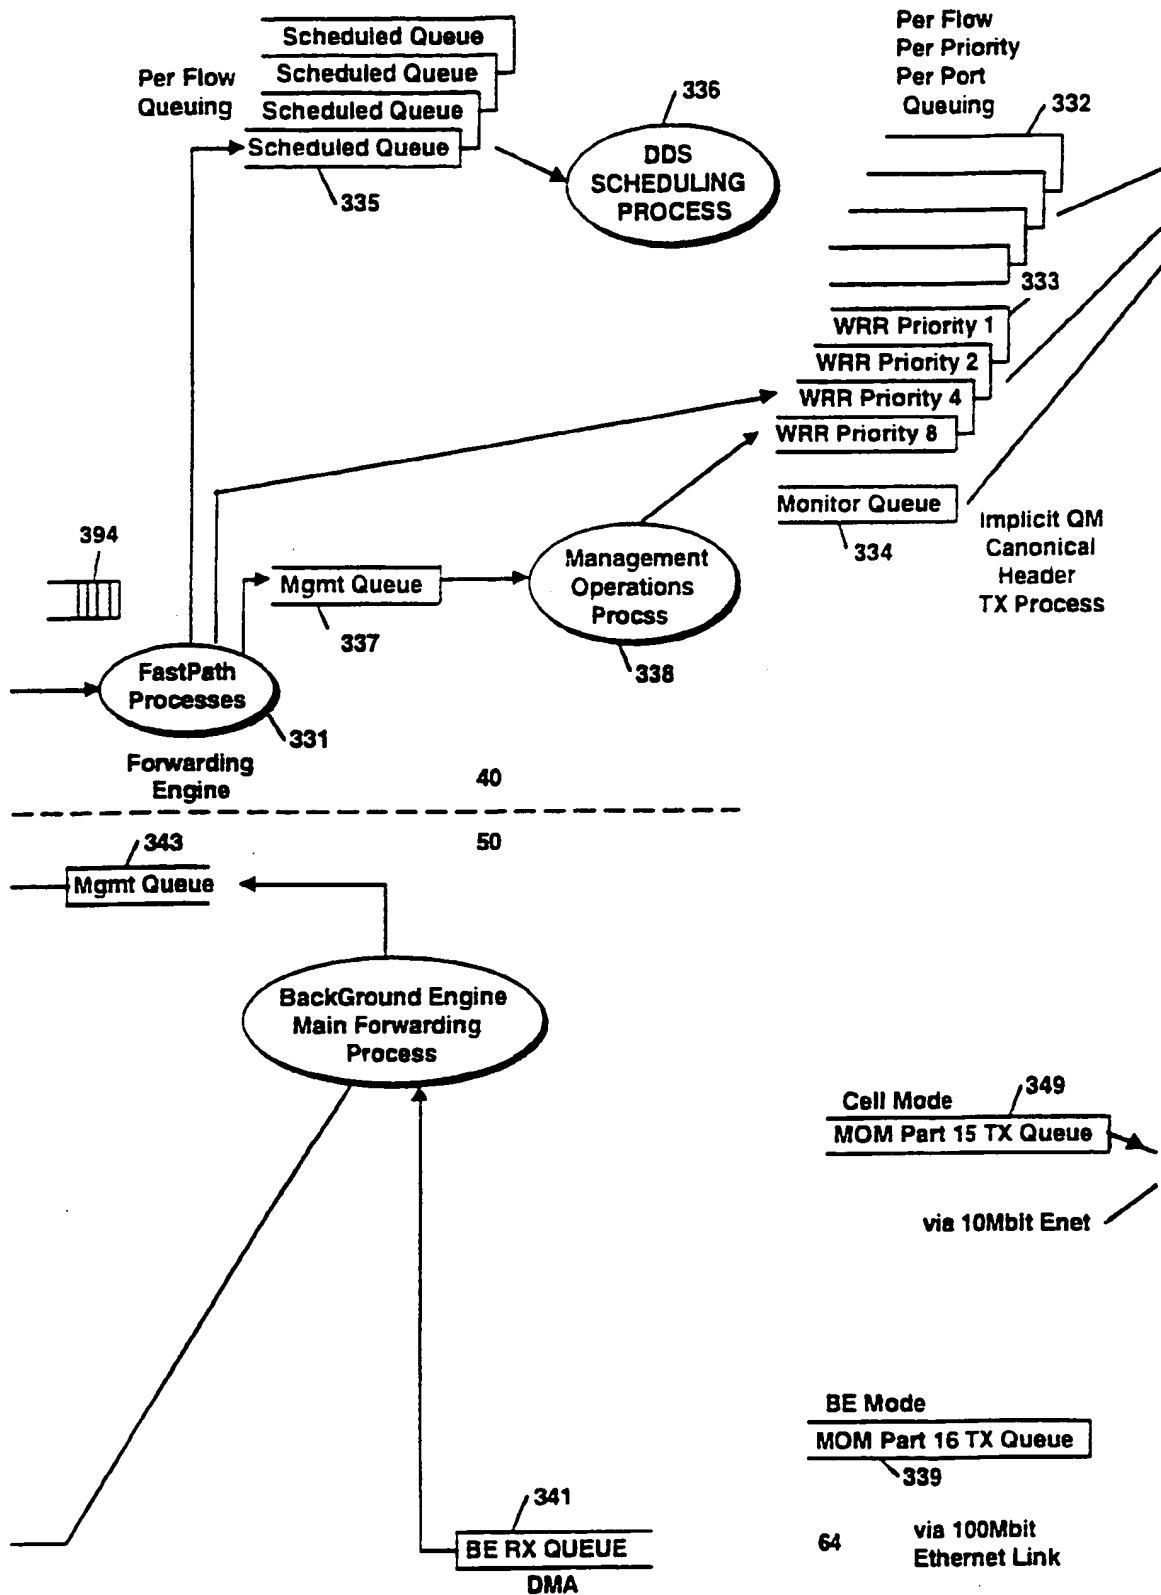 Scheduled Queue
Scheduled Queue
Scheduled Queue
Scheduled Queue
Per Flow
Queuing
335
336
DDS
SCHEDULING
PROCESS
Per Flow
Per Priority
Per Port
Queuing
332
333
WRR Priority 1
WRR Priority 2
WRR Priority 4
WRR Priority 8
Monitor Queue
334
Implicit QM
Canonical
Header
TX Process
394
Mgmt Queue
337
Management
Operations
Procss
338
FastPath
Processes
331
Forwarding
Engine
40
50
343
Mgmt Queue
BackGround Engine
Main Forwarding
Process
Cell Mode
349
MOM Part 15 TX Queue
via 10Mbit Enet
BE Mode
MOM Part 16 TX Queue
339
341
BE RX QUEUE
DMA
64
via 100Mbit
Ethernet Link